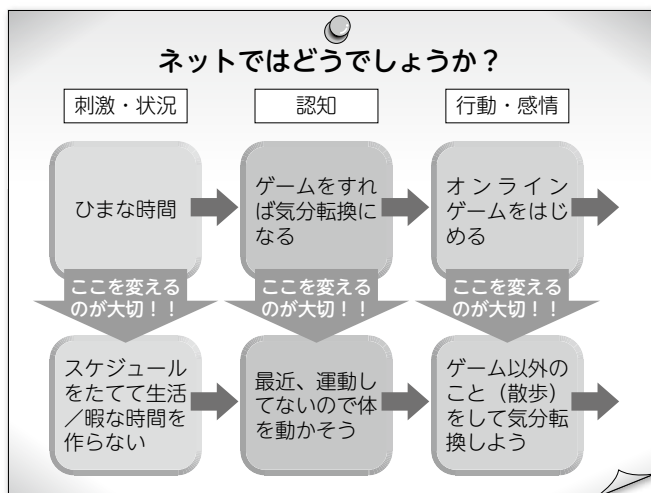 ネットではどうでしょうか？
刺激・状況
認知
行動・感情
ひまな時間
ゲームをすれ
ば気分転換に
なる
オンライン
ゲームをはじ
める
ここを変える
のが大切！！
ここを変える
のが大切！！
ここを変える
のが大切！！
スケジュール
をたてて生活
／暇な時間を
作らない
最近、運動し
てないので体
を動かそう
ゲーム以外の
こと（散歩）
をして気分転
換しよう